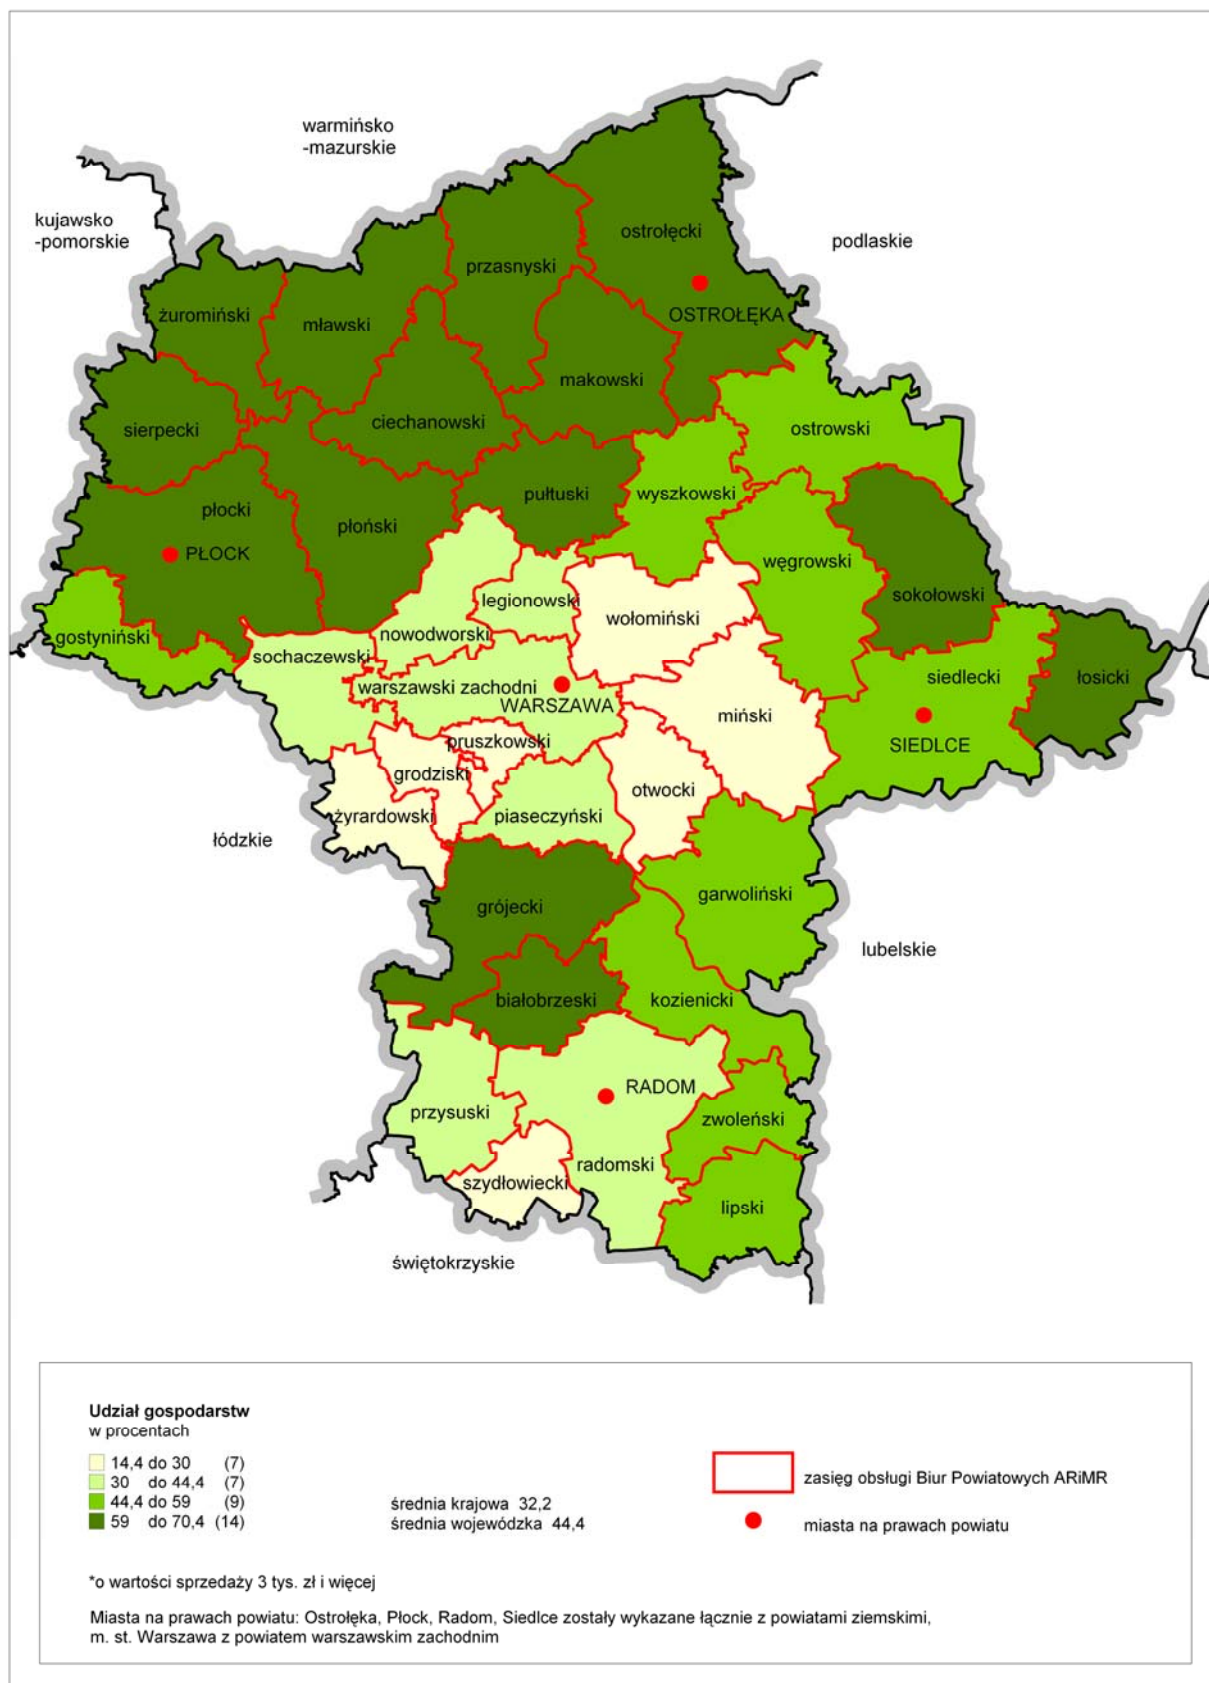 warmińsko
-mazurskie
kujawsko
-pomorskie
podlaskie
ostrołęcki
przasnyski
OSTROŁĘKA
żuromiński
mławski
makowski
ciechanowski
sierpecki
ostrowski
płocki
płoński
pułtuski
wyszkowski
PŁOCK
węgrowski
legionowski
sokołowski
gostyniński
nowodworski
wołomiński
sochaczewski
warszawski zachodni
WARSZAWA
siedlecki
łosicki
miński
SIEDLCE
pruszkowski
grodziski
otwocki
żyrardowski
piaseczyński
łódzkie
garwoliński
grójecki
lubelskie
białobrzeski
kozienicki
RADOM
przysuski
zwoleński
radomski
szydłowiecki
lipski
świętokrzyskie
Udział gospodarstw
w procentach
14,4 do 30 (7)
30 do 44,4 (7)
44,4 do 59 (9)
59 do 70,4 (14)
średnia krajowa 32,2
średnia wojewódzka 44,4
zasięg obsługi Biur Powiatowych ARiMR
miasta na prawach powiatu
*o wartości sprzedaży 3 tys. zł i więcej
Miasta na prawach powiatu: Ostrołęka, Płock, Radom, Siedlce zostały wykazane łącznie z powiatami ziemskimi,
m. st. Warszawa z powiatem warszawskim zachodnim